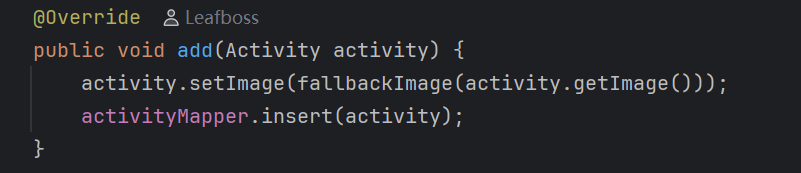 @Override Leafboss
public void add(Activity activity) {
    activity.setImage(fallbackImage(activity.getImage()));
    activityMapper.insert(activity);
}